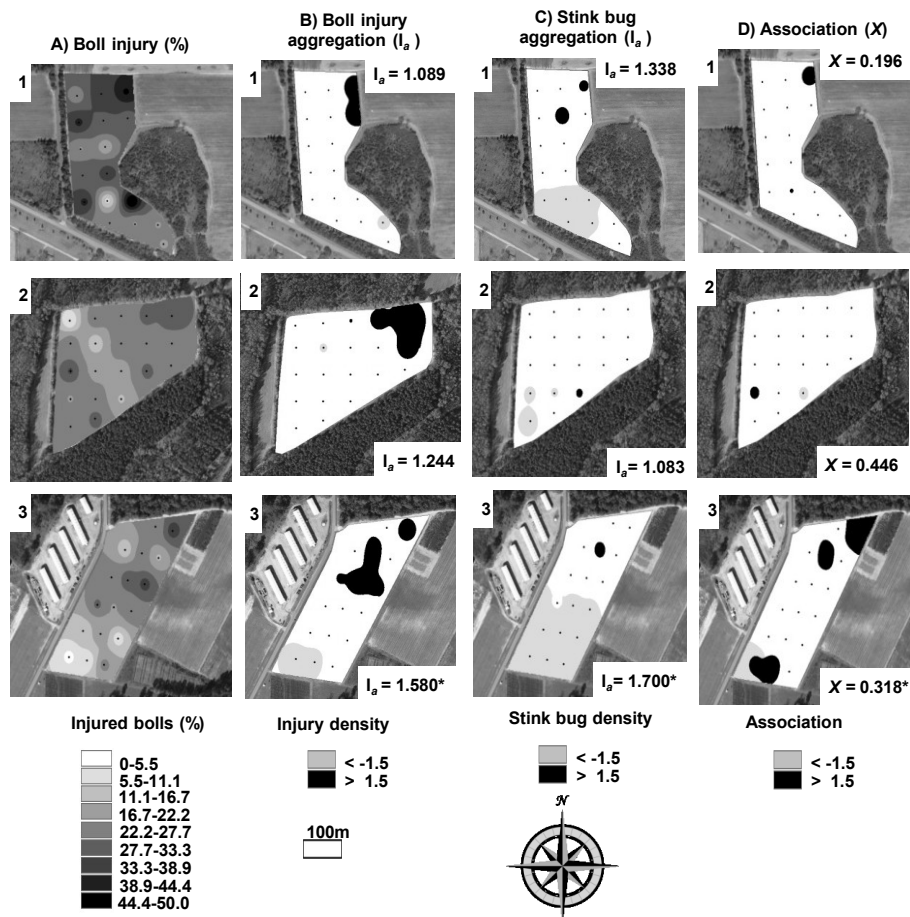 A) Boll injury (%)
B) Boll injury
aggregation (Ia )
C) Stink bug
aggregation (Ia )
D) Association (X)
1
1
Ia = 1.089
1
Ia = 1.338
1
X = 0.196
2
2
Ia = 1.244
2
Ia = 1.083
2
X = 0.446
3
3
Ia = 1.580*
3
Ia = 1.700*
3
X = 0.318*
Injured bolls (%)
0-5.5
5.5-11.1
11.1-16.7
16.7-22.2
22.2-27.7
27.7-33.3
33.3-38.9
38.9-44.4
44.4-50.0
Injury density
< -1.5
> 1.5
100m
Stink bug density
< -1.5
> 1.5
N
Association
< -1.5
> 1.5